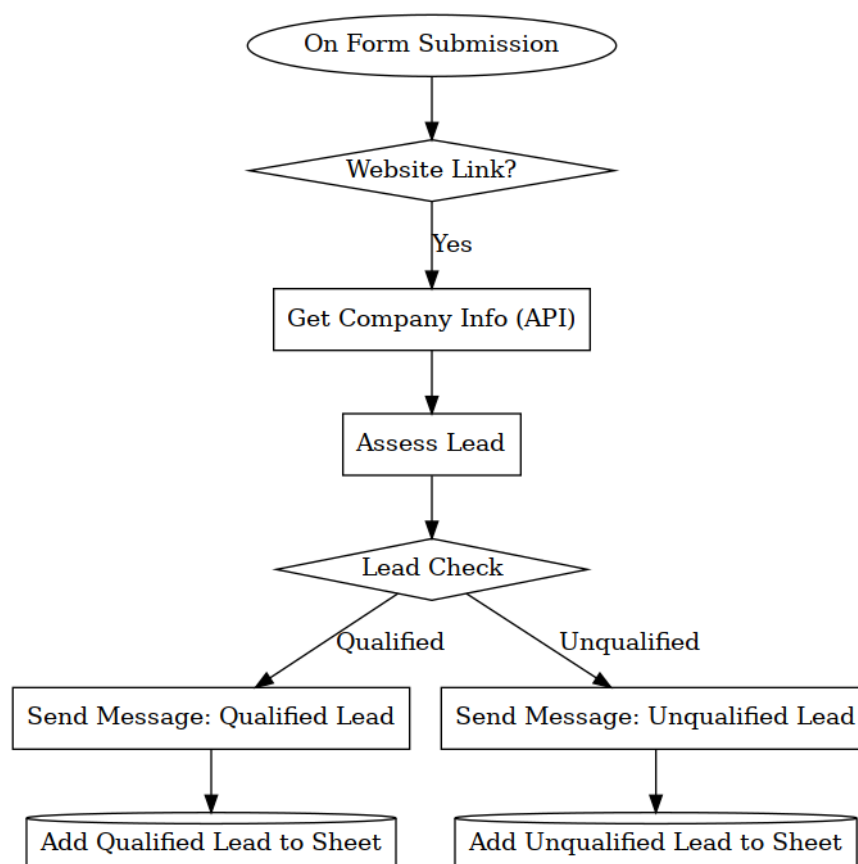 On Form Submission
Website Link?
Yes
Get Company Info (API)
Assess Lead
Lead Check
Qualified
Unqualified
Send Message: Qualified Lead
Send Message: Unqualified Lead
Add Qualified Lead to Sheet
Add Unqualified Lead to Sheet